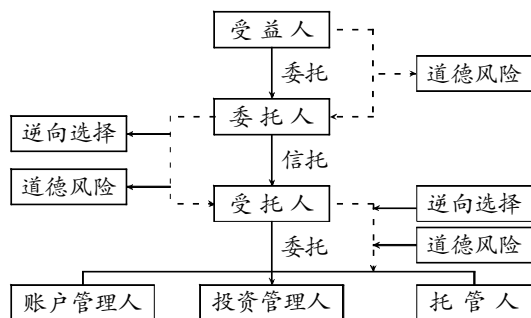 受益人
委托
道德风险
委托人
逆向选择
信托
道德风险
受托人
逆向选择
委托
道德风险
账户管理人
投资管理人
托管人